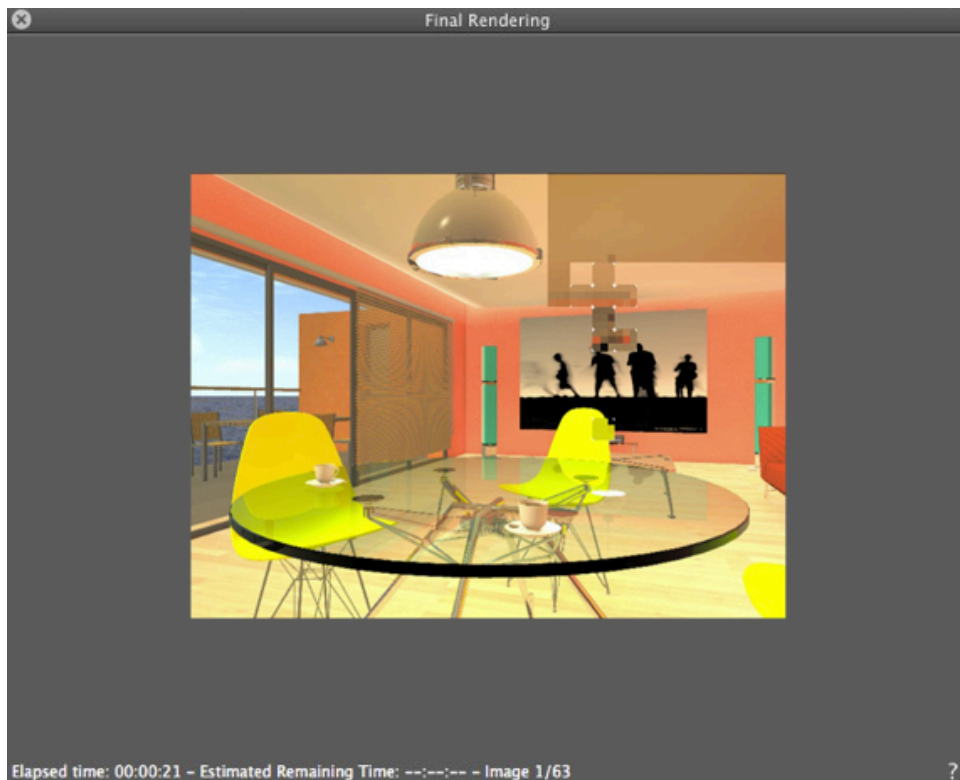 Final Rendering
Elapsed time: 00:00:21 – Estimated Remaining Time: --:--:-- – Image 1/63
?